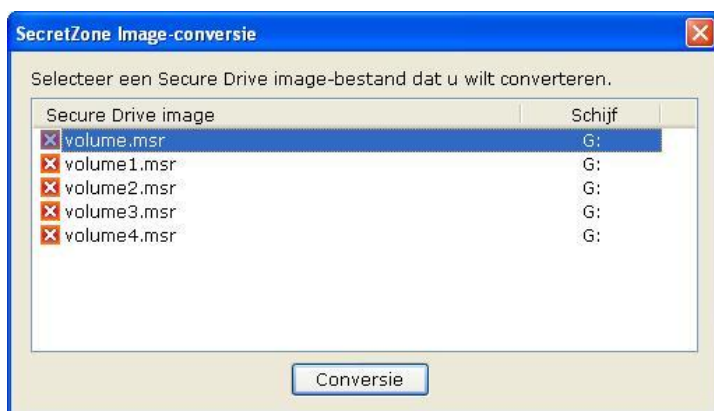 SecretZone Image-conversie
Selecteer een Secure Drive image-bestand dat u wilt converteren.
Secure Drive image Schijf
volume.msr G:
volume1.msr G:
volume2.msr G:
volume3.msr G:
volume4.msr G:
Conversie